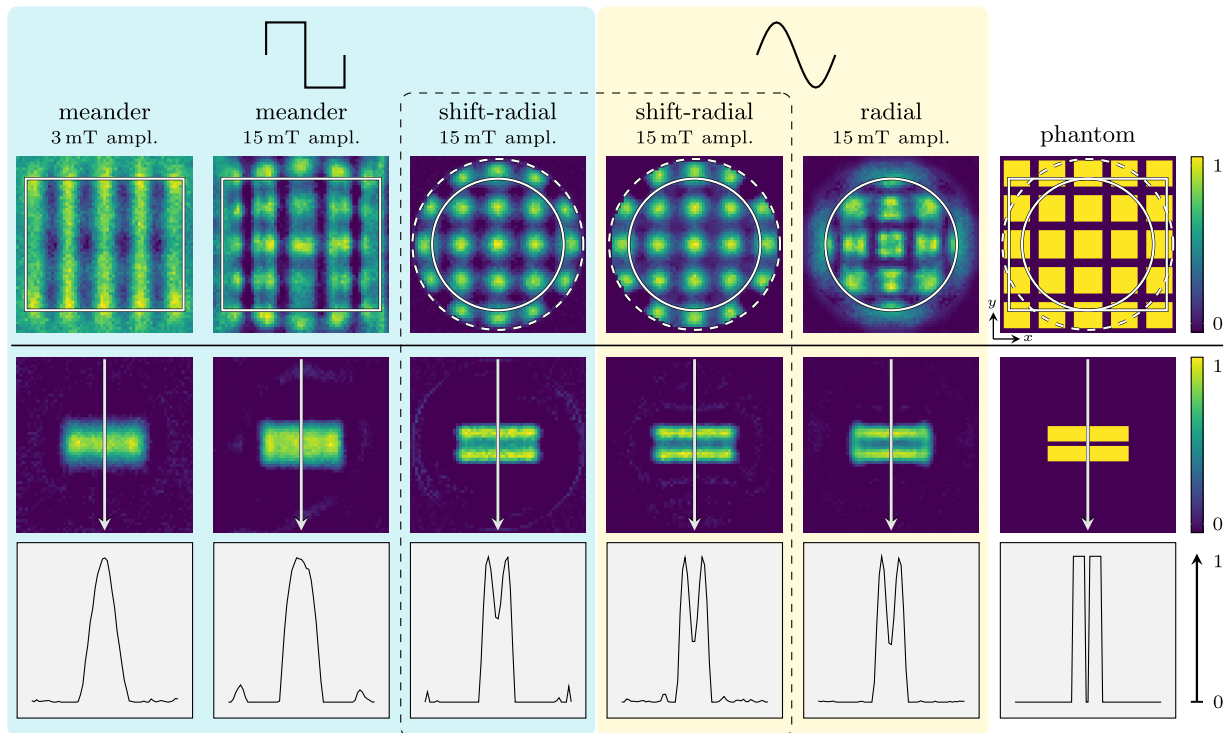 meander
3 mT ampl.
meander
15 mT ampl.
shift-radial
15 mT ampl.
shift-radial
15 mT ampl.
radial
15 mT ampl.
phantom
1
0
y
x
1
0
1
0